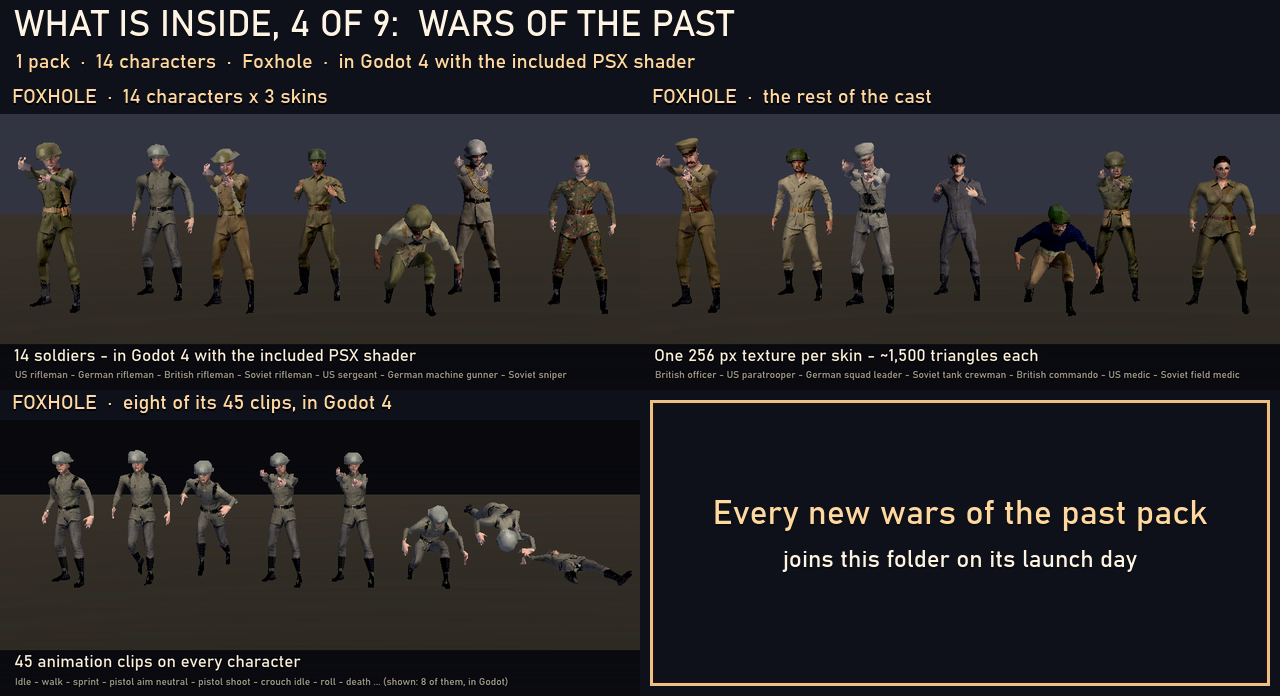 WHAT IS INSIDE, 4 OF 9:  WARS OF THE PAST
1 pack · 14 characters · Foxhole · in Godot 4 with the included PSX shader
FOXHOLE · 14 characters x 3 skins
FOXHOLE · the rest of the cast
14 soldiers - in Godot 4 with the included PSX shader
US rifleman - German rifleman - British rifleman - Soviet rifleman - US sergeant - German machine gunner - Soviet sniper
One 256 px texture per skin - ~1,500 triangles each
British officer - US paratrooper - German squad leader - Soviet tank crewman - British commando - US medic - Soviet field medic
FOXHOLE · eight of its 45 clips, in Godot 4
45 animation clips on every character
Idle - walk - sprint - pistol aim neutral - pistol shoot - crouch idle - roll - death ... (shown: 8 of them, in Godot)
Every new wars of the past pack
joins this folder on its launch day